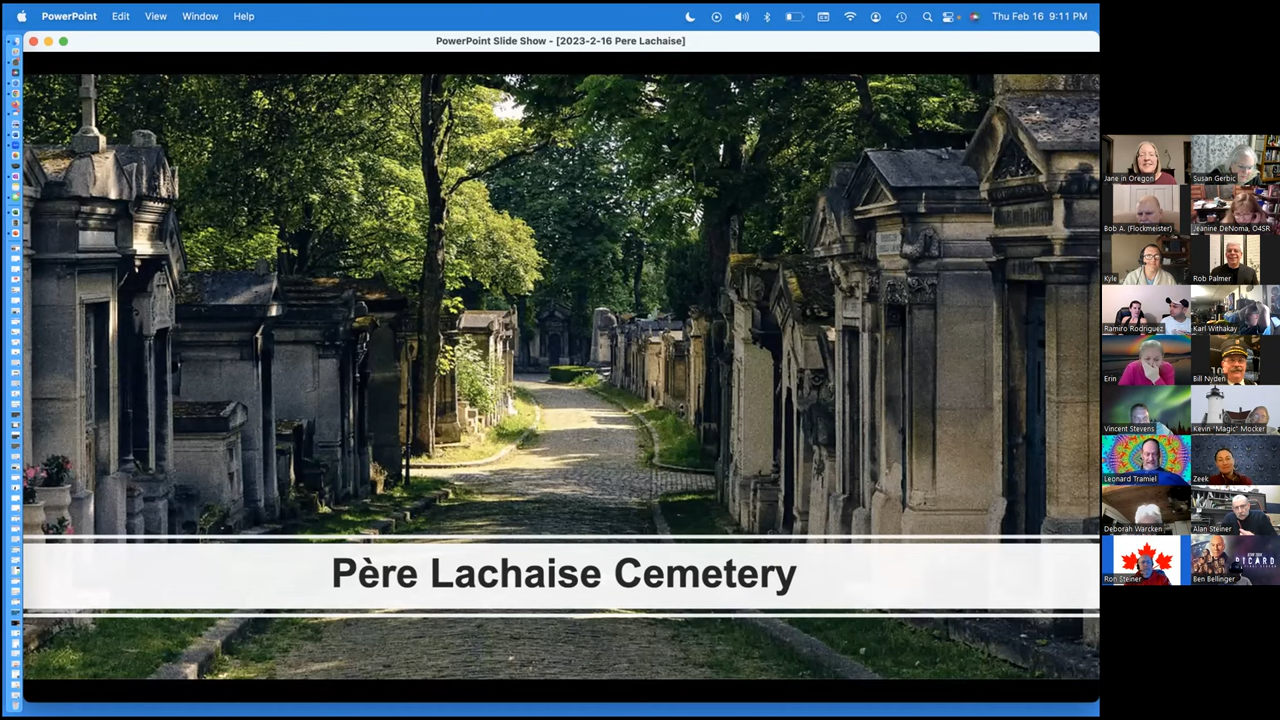 PowerPoint Edit View Window Help Thu Feb 16 9:11 PM
PowerPoint Slide Show - [2023-2-16 Pere Lachaise]
Père Lachaise Cemetery
Jane in Oregon
Susan Gerbic
Bob A. (Flockmeister)
Jeanine DeNoma, O4SR
Kyle
Rob Palmer
Ramiro Rodriguez
Karl Withakay
Erin
Bill Nyden
Vincent Stevens
Kevin "Magic" Mocker
Leonard Tramiel
Zeek
Deborah Warcken
Alan Steiner
Ron Steiner
Ben Bellinger
PICARD